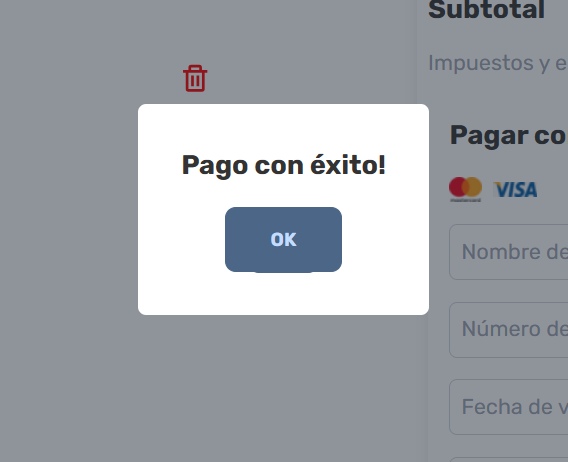 Subtotal
Impuestos y e
Pago con éxito!
OK
Pagar co
VISA
Nombre de
Número de
Fecha de v